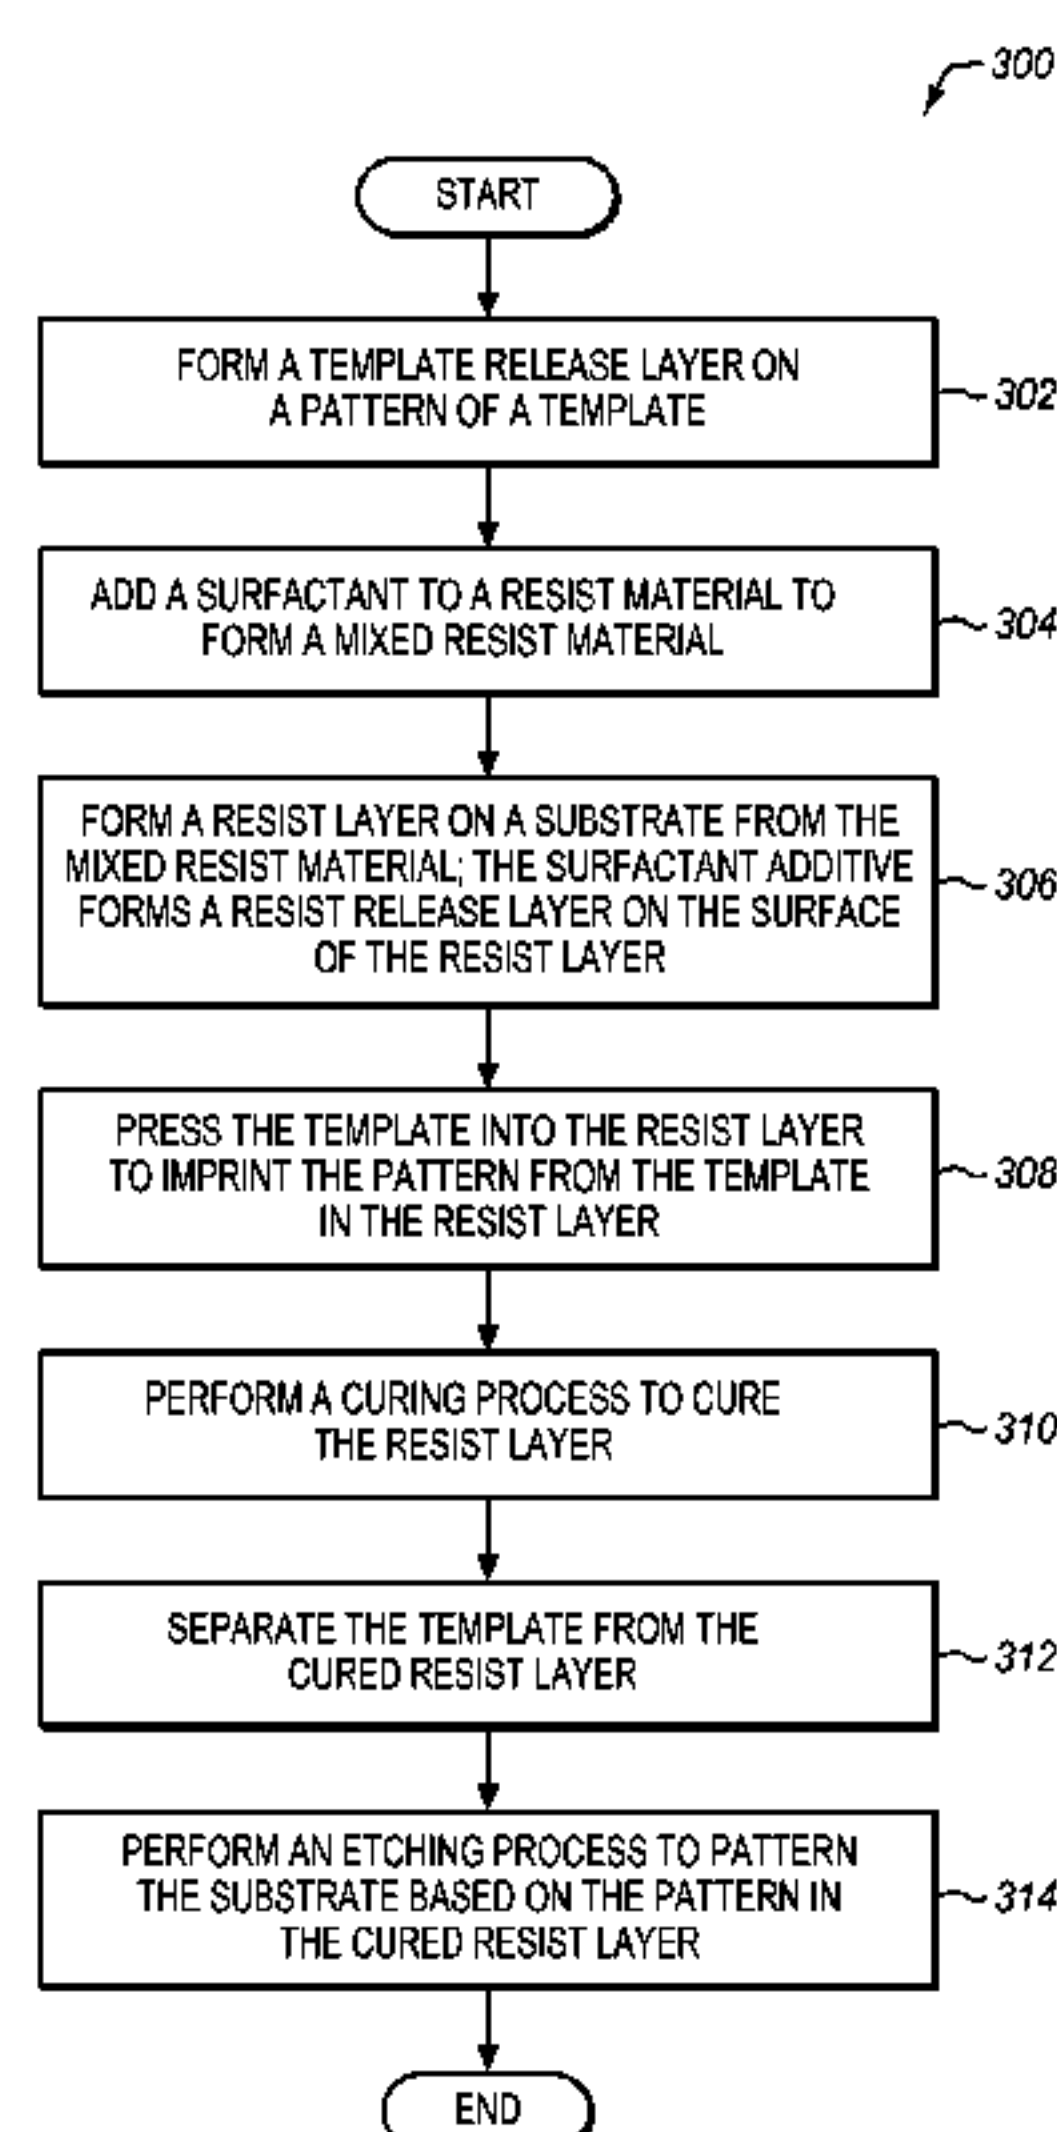 300
START
FORM A TEMPLATE RELEASE LAYER ON
A PATTERN OF A TEMPLATE
302
ADD A SURFACTANT TO A RESIST MATERIAL TO
FORM A MIXED RESIST MATERIAL
304
FORM A RESIST LAYER ON A SUBSTRATE FROM THE
MIXED RESIST MATERIAL; THE SURFACTANT ADDITIVE
FORMS A RESIST RELEASE LAYER ON THE SURFACE
OF THE RESIST LAYER
306
PRESS THE TEMPLATE INTO THE RESIST LAYER
TO IMPRINT THE PATTERN FROM THE TEMPLATE
IN THE RESIST LAYER
308
PERFORM A CURING PROCESS TO CURE
THE RESIST LAYER
310
SEPARATE THE TEMPLATE FROM THE
CURED RESIST LAYER
312
PERFORM AN ETCHING PROCESS TO PATTERN
THE SUBSTRATE BASED ON THE PATTERN IN
THE CURED RESIST LAYER
314
END